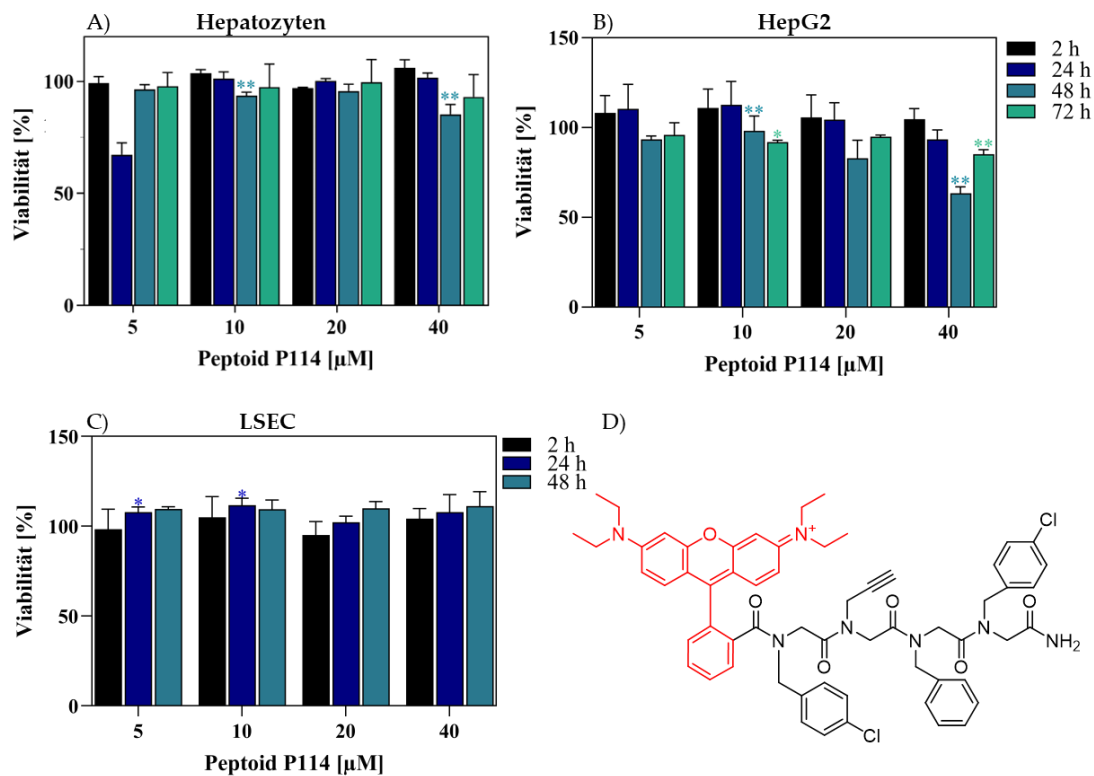 A) Hepatozyten
Viabilität [%]
100
50
0
**
**
5 10 20 40
Peptoid P114 [µM]
B) HepG2
Viabilität [%]
150
100
50
0
**
*
**
**
5 10 20 40
Peptoid P114 [µM]
2 h
24 h
48 h
72 h
C) LSEC
Viabilität [%]
150
100
50
0
*
*
5 10 20 40
Peptoid P114 [µM]
2 h
24 h
48 h
D)
N
O
N+
Cl
O
N
O
N
O
N
O
N
O
NH2
Cl